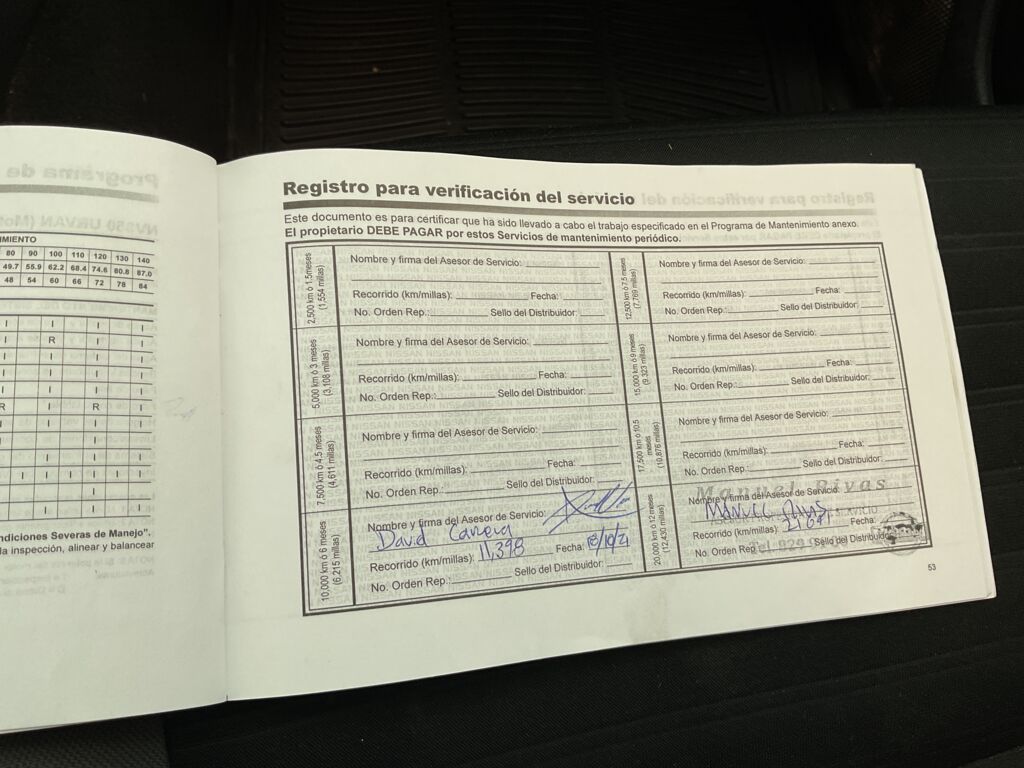 MIENTO
80 90 100 110 120 130 140
49.7 55.9 62.2 68.4 74.6 80.8 87.0
48 54 60 66 72 78 84
I I I I
I R I I
I I I I
I I I I
I I I I
R I R I
I
I
I I I
I I I I I I
I
I I I I
ndiciones Severas de Manejo".
la inspección, alinear y balancear
Registro para verificación del servicio
Este documento es para certificar que ha sido llevado a cabo el trabajo especificado en el Programa de Mantenimiento anexo.
El propietario DEBE PAGAR por estos Servicios de mantenimiento periódico.
2,500 km ó 1.5 meses
(1,554 millas)
Nombre y firma del Asesor de Servicio:
Recorrido (km/millas): Fecha:
No. Orden Rep.: Sello del Distribuidor:
5,000 km ó 3 meses
(3,108 millas)
Nombre y firma del Asesor de Servicio:
Recorrido (km/millas): Fecha:
No. Orden Rep.: Sello del Distribuidor:
7,500 km ó 4.5 meses
(4,611 millas)
Nombre y firma del Asesor de Servicio:
Recorrido (km/millas): Fecha:
No. Orden Rep.: Sello del Distribuidor:
10,000 km ó 6 meses
(6,215 millas)
Nombre y firma del Asesor de Servicio:
David
Recorrido (km/millas): 11,398 Fecha: 18/10/21
No. Orden Rep.: Sello del Distribuidor:
12,500 km ó 7.5 meses
(7,769 millas)
Nombre y firma del Asesor de Servicio:
Recorrido (km/millas): Fecha:
No. Orden Rep.: Sello del Distribuidor:
15,000 km ó 9 meses
(9,323 millas)
Nombre y firma del Asesor de Servicio:
Recorrido (km/millas): Fecha:
No. Orden Rep.: Sello del Distribuidor:
17,500 km ó 10.5
meses
(10,876 millas)
Nombre y firma del Asesor de Servicio:
Recorrido (km/millas): Fecha:
No. Orden Rep.: Sello del Distribuidor:
20,000 km ó 12 meses
(12,430 millas)
Manuel Rivas
Nombre y firma del Asesor de Servicio:
Manuel Rivas
Recorrido (km/millas): Fecha:
No. Orden Rep. Sello del Distribuidor
53